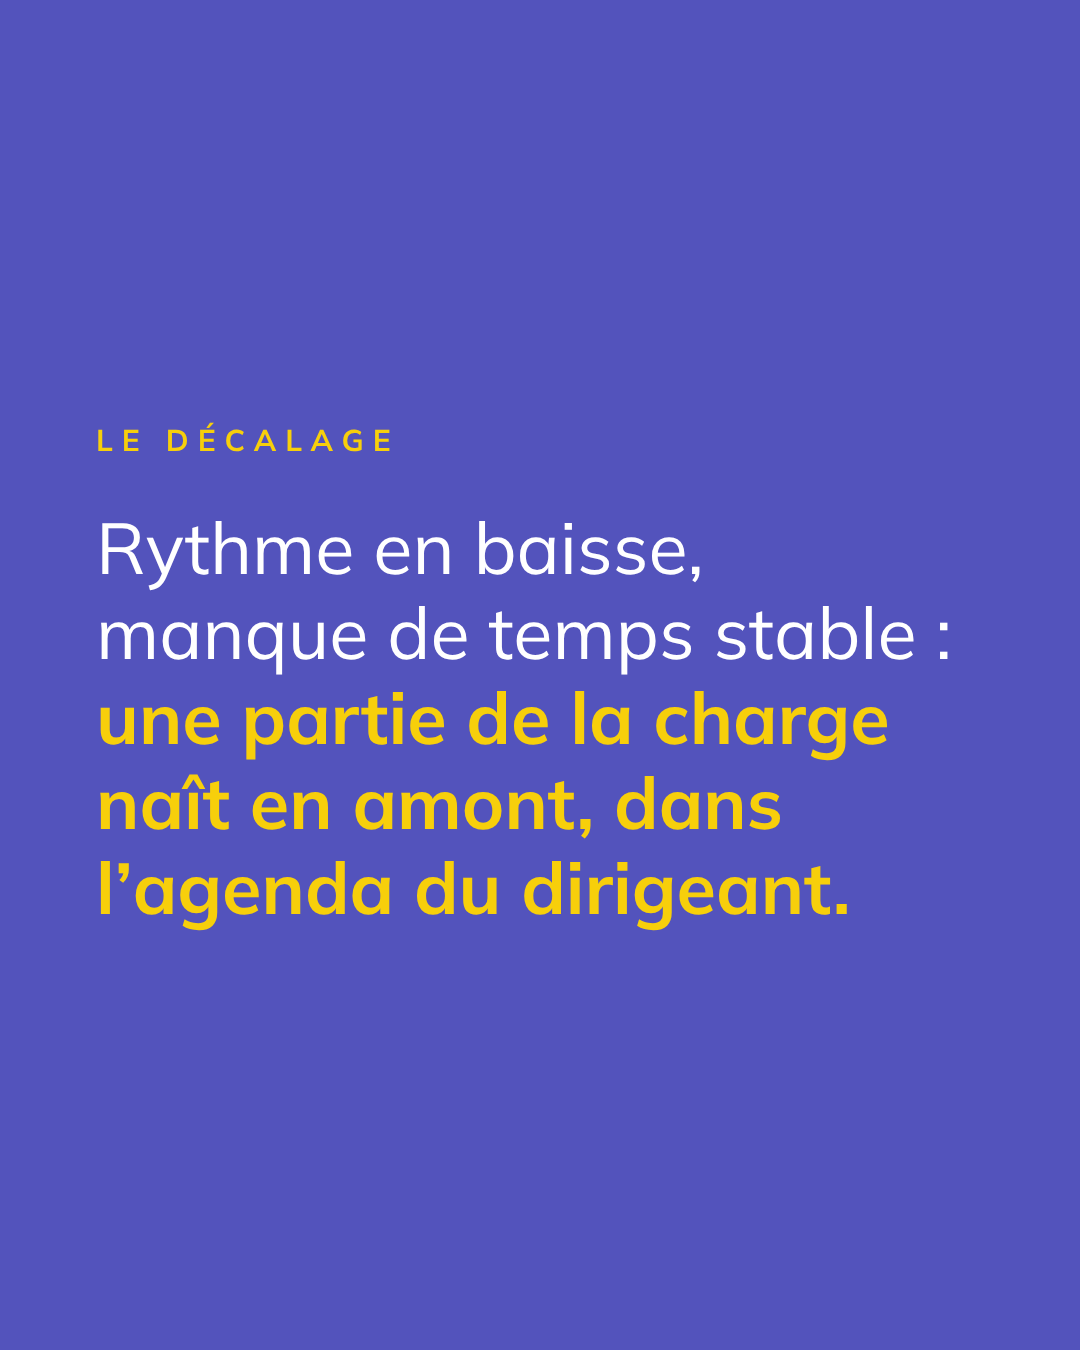 LE DÉCALAGE
Rythme en baisse,
manque de temps stable :
une partie de la charge
naît en amont, dans
l’agenda du dirigeant.